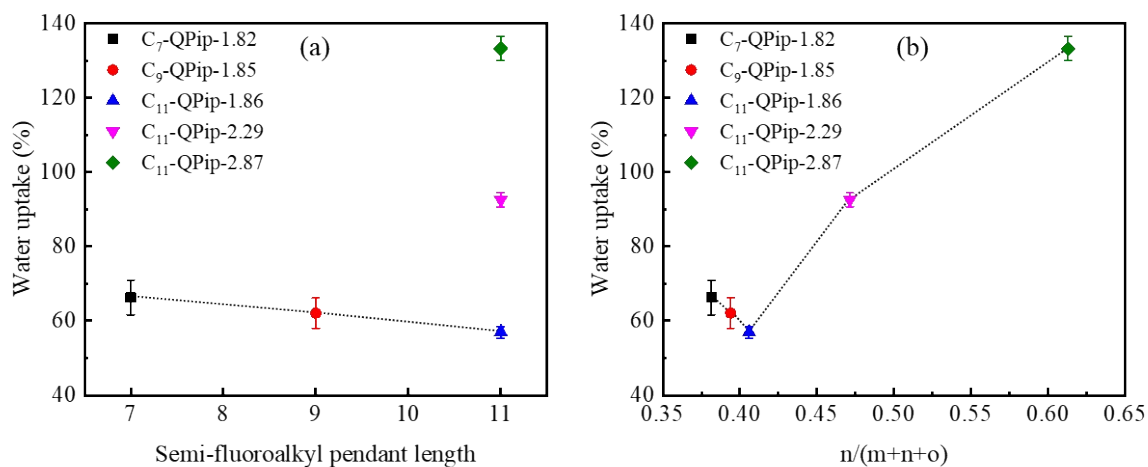 140
120
100
80
60
40
Water uptake (%)
C₇-QPip-1.82
C₉-QPip-1.85
C₁₁-QPip-1.86
C₁₁-QPip-2.29
C₁₁-QPip-2.87
(a)
7 8 9 10 11
Semi-fluoroalkyl pendant length
140
120
100
80
60
40
Water uptake (%)
C₇-QPip-1.82
C₉-QPip-1.85
C₁₁-QPip-1.86
C₁₁-QPip-2.29
C₁₁-QPip-2.87
(b)
0.35 0.40 0.45 0.50 0.55 0.60 0.65
n/(m+n+o)